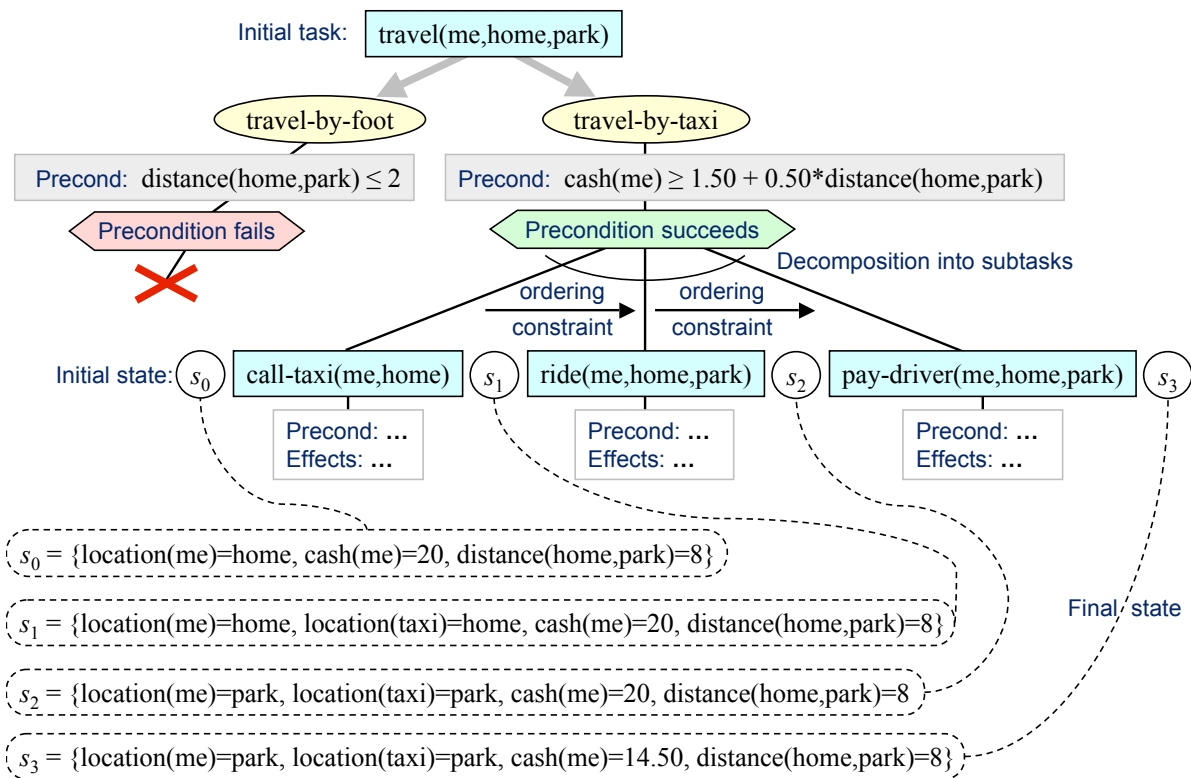 Initial task: travel(me,home,park)
travel-by-foot
travel-by-taxi
Precond: distance(home,park) ≤ 2
Precond: cash(me) ≥ 1.50 + 0.50*distance(home,park)
Precondition fails
Precondition succeeds
Decomposition into subtasks
ordering
constraint
ordering
constraint
Initial state: s0 call-taxi(me,home) s1 ride(me,home,park) s2 pay-driver(me,home,park) s3
Precond: ...
Effects: ...
Precond: ...
Effects: ...
Precond: ...
Effects: ...
s0 = {location(me)=home, cash(me)=20, distance(home,park)=8}
s1 = {location(me)=home, location(taxi)=home, cash(me)=20, distance(home,park)=8}
Final state
s2 = {location(me)=park, location(taxi)=park, cash(me)=20, distance(home,park)=8
s3 = {location(me)=park, location(taxi)=park, cash(me)=14.50, distance(home,park)=8}